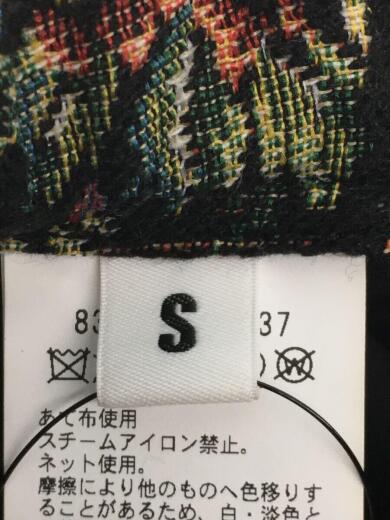 S
83
37
あて布使用
スチームアイロン禁止。
ネット使用。
摩擦により他のものへ色移りす
ることがあるため、白・淡色と